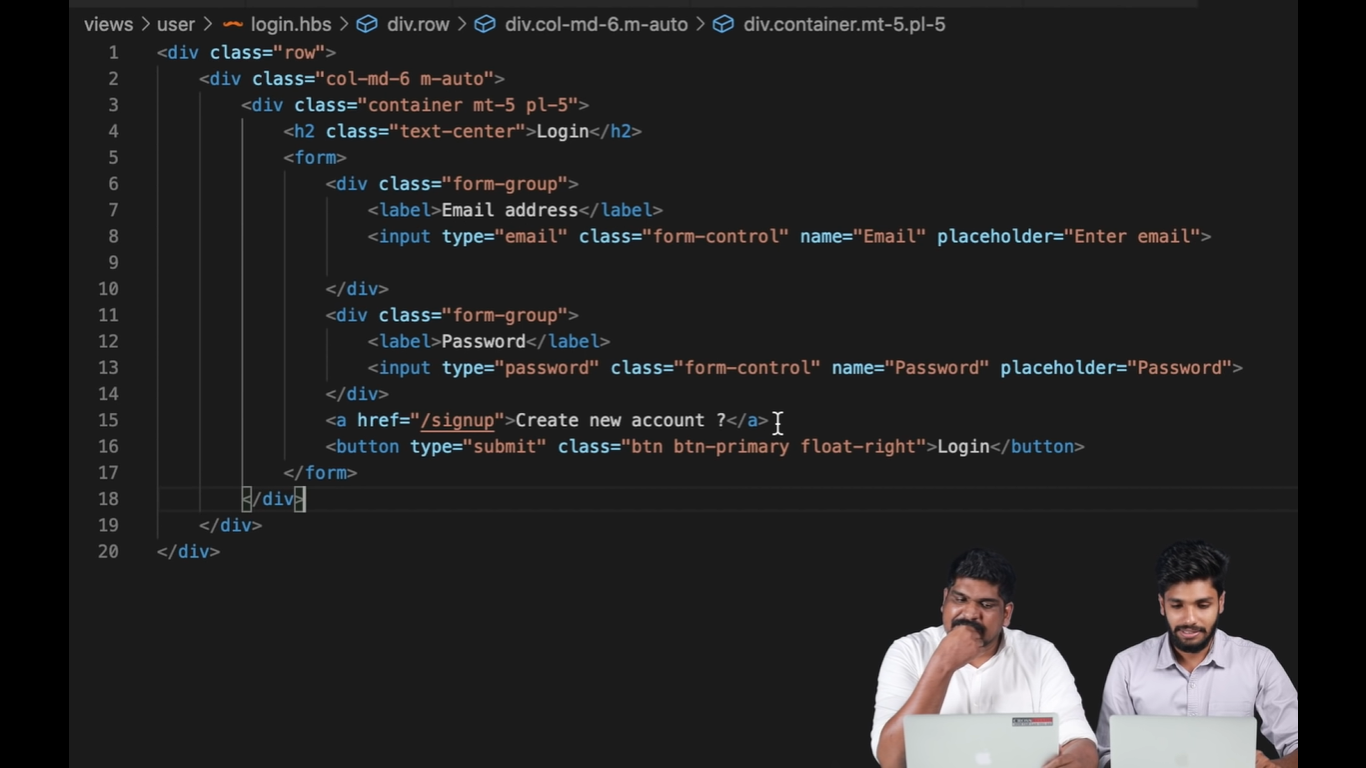 views > user > login.hbs > div.row > div.col-md-6.m-auto > div.container.mt-5.pl-5
1 <div class="row">
2 <div class="col-md-6 m-auto">
3 <div class="container mt-5 pl-5">
4 <h2 class="text-center">Login</h2>
5 <form>
6 <div class="form-group">
7 <label>Email address</label>
8 <input type="email" class="form-control" name="Email" placeholder="Enter email">
9
10 </div>
11 <div class="form-group">
12 <label>Password</label>
13 <input type="password" class="form-control" name="Password" placeholder="Password">
14 </div>
15 <a href="/signup">Create new account ?</a>
16 <button type="submit" class="btn btn-primary float-right">Login</button>
17 </form>
18 </div>
19 </div>
20 </div>